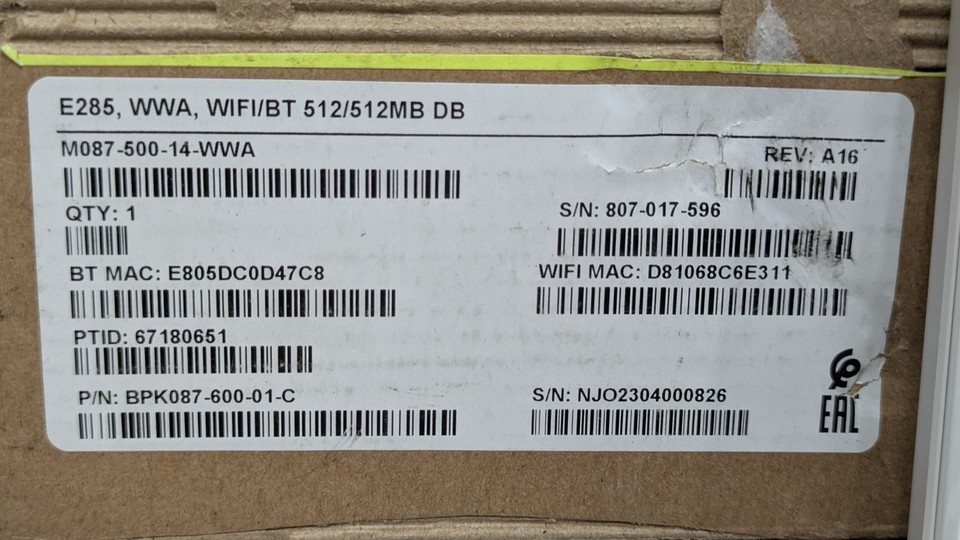 E285, WWA, WIFI/BT 512/512MB DB
M087-500-14-WWA
REV: A16
QTY: 1
S/N: 807-017-596
BT MAC: E805DC0D47C8
WIFI MAC: D81068C6E311
PTID: 67180651
P/N: BPK087-600-01-C
S/N: NJO2304000826
EAC